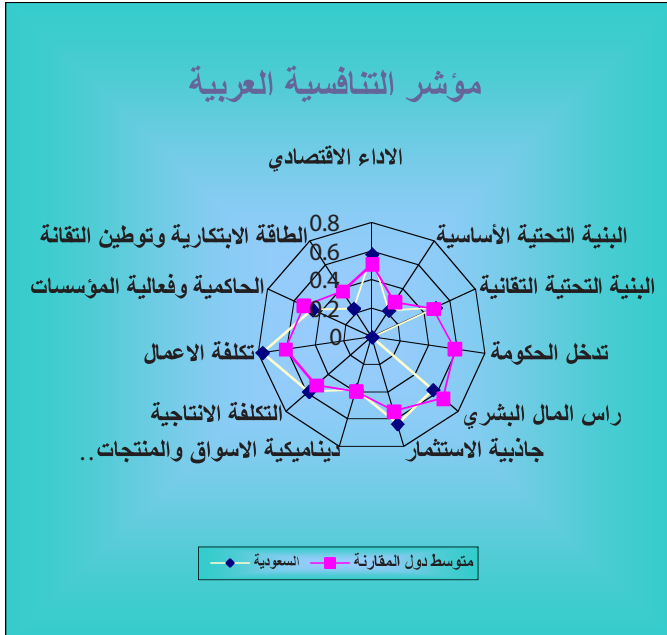 مؤشر التنافسية العربية
الاداء الاقتصادي
البنية التحتية الأساسية
البنية التحتية التقانية
تدخل الحكومة
راس المال البشري
جاذبية الاستثمار
ديناميكية الاسواق والمنتجات..
التكلفة الانتاجية
تكلفة الاعمال
الحاكمية وفعالية المؤسسات
الطاقة الابتكارية وتوطين التقانة
0.8
0.6
0.4
0.2
0
السعودية
متوسط دول المقارنة